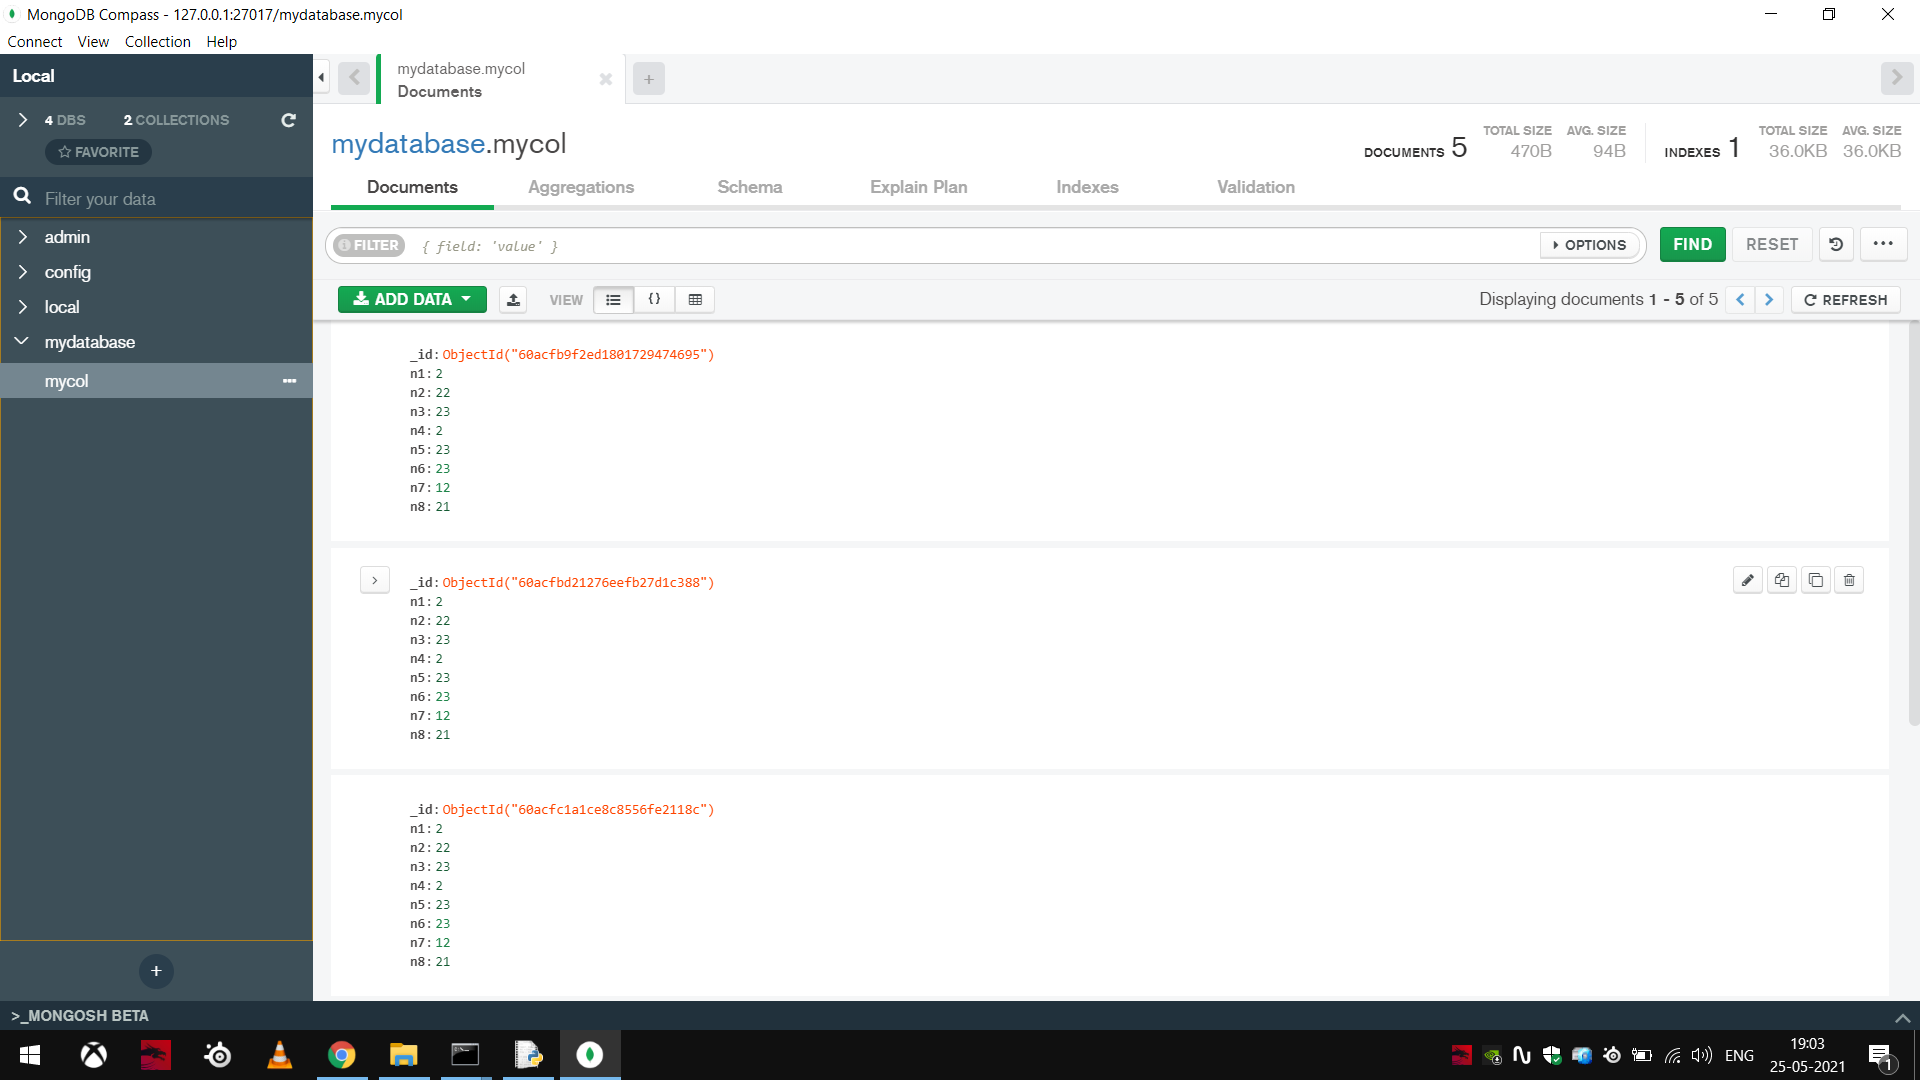 MongoDB Compass - 127.0.0.1:27017/mydatabase.mycol
Connect View Collection Help
Local
mydatabase.mycol
Documents
4 DBS 2 COLLECTIONS
FAVORITE
mydatabase.mycol
DOCUMENTS 5 TOTAL SIZE 470B AVG. SIZE 94B INDEXES 1 TOTAL SIZE 36.0KB AVG. SIZE 36.0KB
Documents Aggregations Schema Explain Plan Indexes Validation
Filter your data
admin
config
local
mydatabase
mycol
FILTER { field: 'value' } OPTIONS FIND RESET
ADD DATA VIEW {} Displaying documents 1 - 5 of 5 REFRESH
_id: ObjectId("60acfb9f2ed1801729474695")
n1: 2
n2: 22
n3: 23
n4: 2
n5: 23
n6: 23
n7: 12
n8: 21
_id: ObjectId("60acfbd21276eefb27d1c388")
n1: 2
n2: 22
n3: 23
n4: 2
n5: 23
n6: 23
n7: 12
n8: 21
_id: ObjectId("60acfc1a1ce8c8556fe2118c")
n1: 2
n2: 22
n3: 23
n4: 2
n5: 23
n6: 23
n7: 12
n8: 21
>_MONGOSH BETA
ENG
19:03
25-05-2021
1